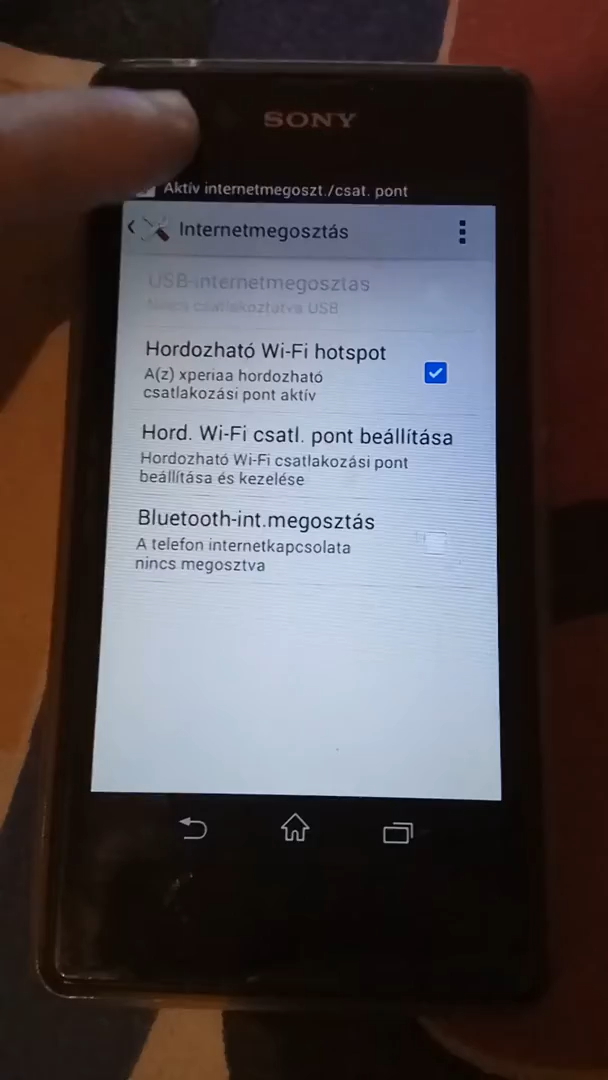 SONY
Aktív internetmegoszt./csat. pont
Internetmegosztás
USB-internetmegosztás
Nincs csatlakoztatva USB
Hordozható Wi-Fi hotspot
A(z) xperiaa hordozható
csatlakozási pont aktív
Hord. Wi-Fi csatl. pont beállítása
Hordozható Wi-Fi csatlakozási pont
beállítása és kezelése
Bluetooth-int.megosztás
A telefon internetkapcsolata
nincs megosztva